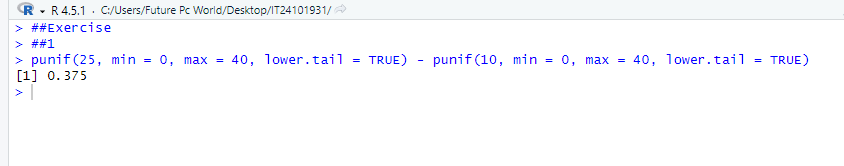 R 4.5.1 · C:/Users/Future Pc World/Desktop/IT24101931/
> ##Exercise
> ##1
> punif(25, min = 0, max = 40, lower.tail = TRUE) - punif(10, min = 0, max = 40, lower.tail = TRUE)
[1] 0.375
>